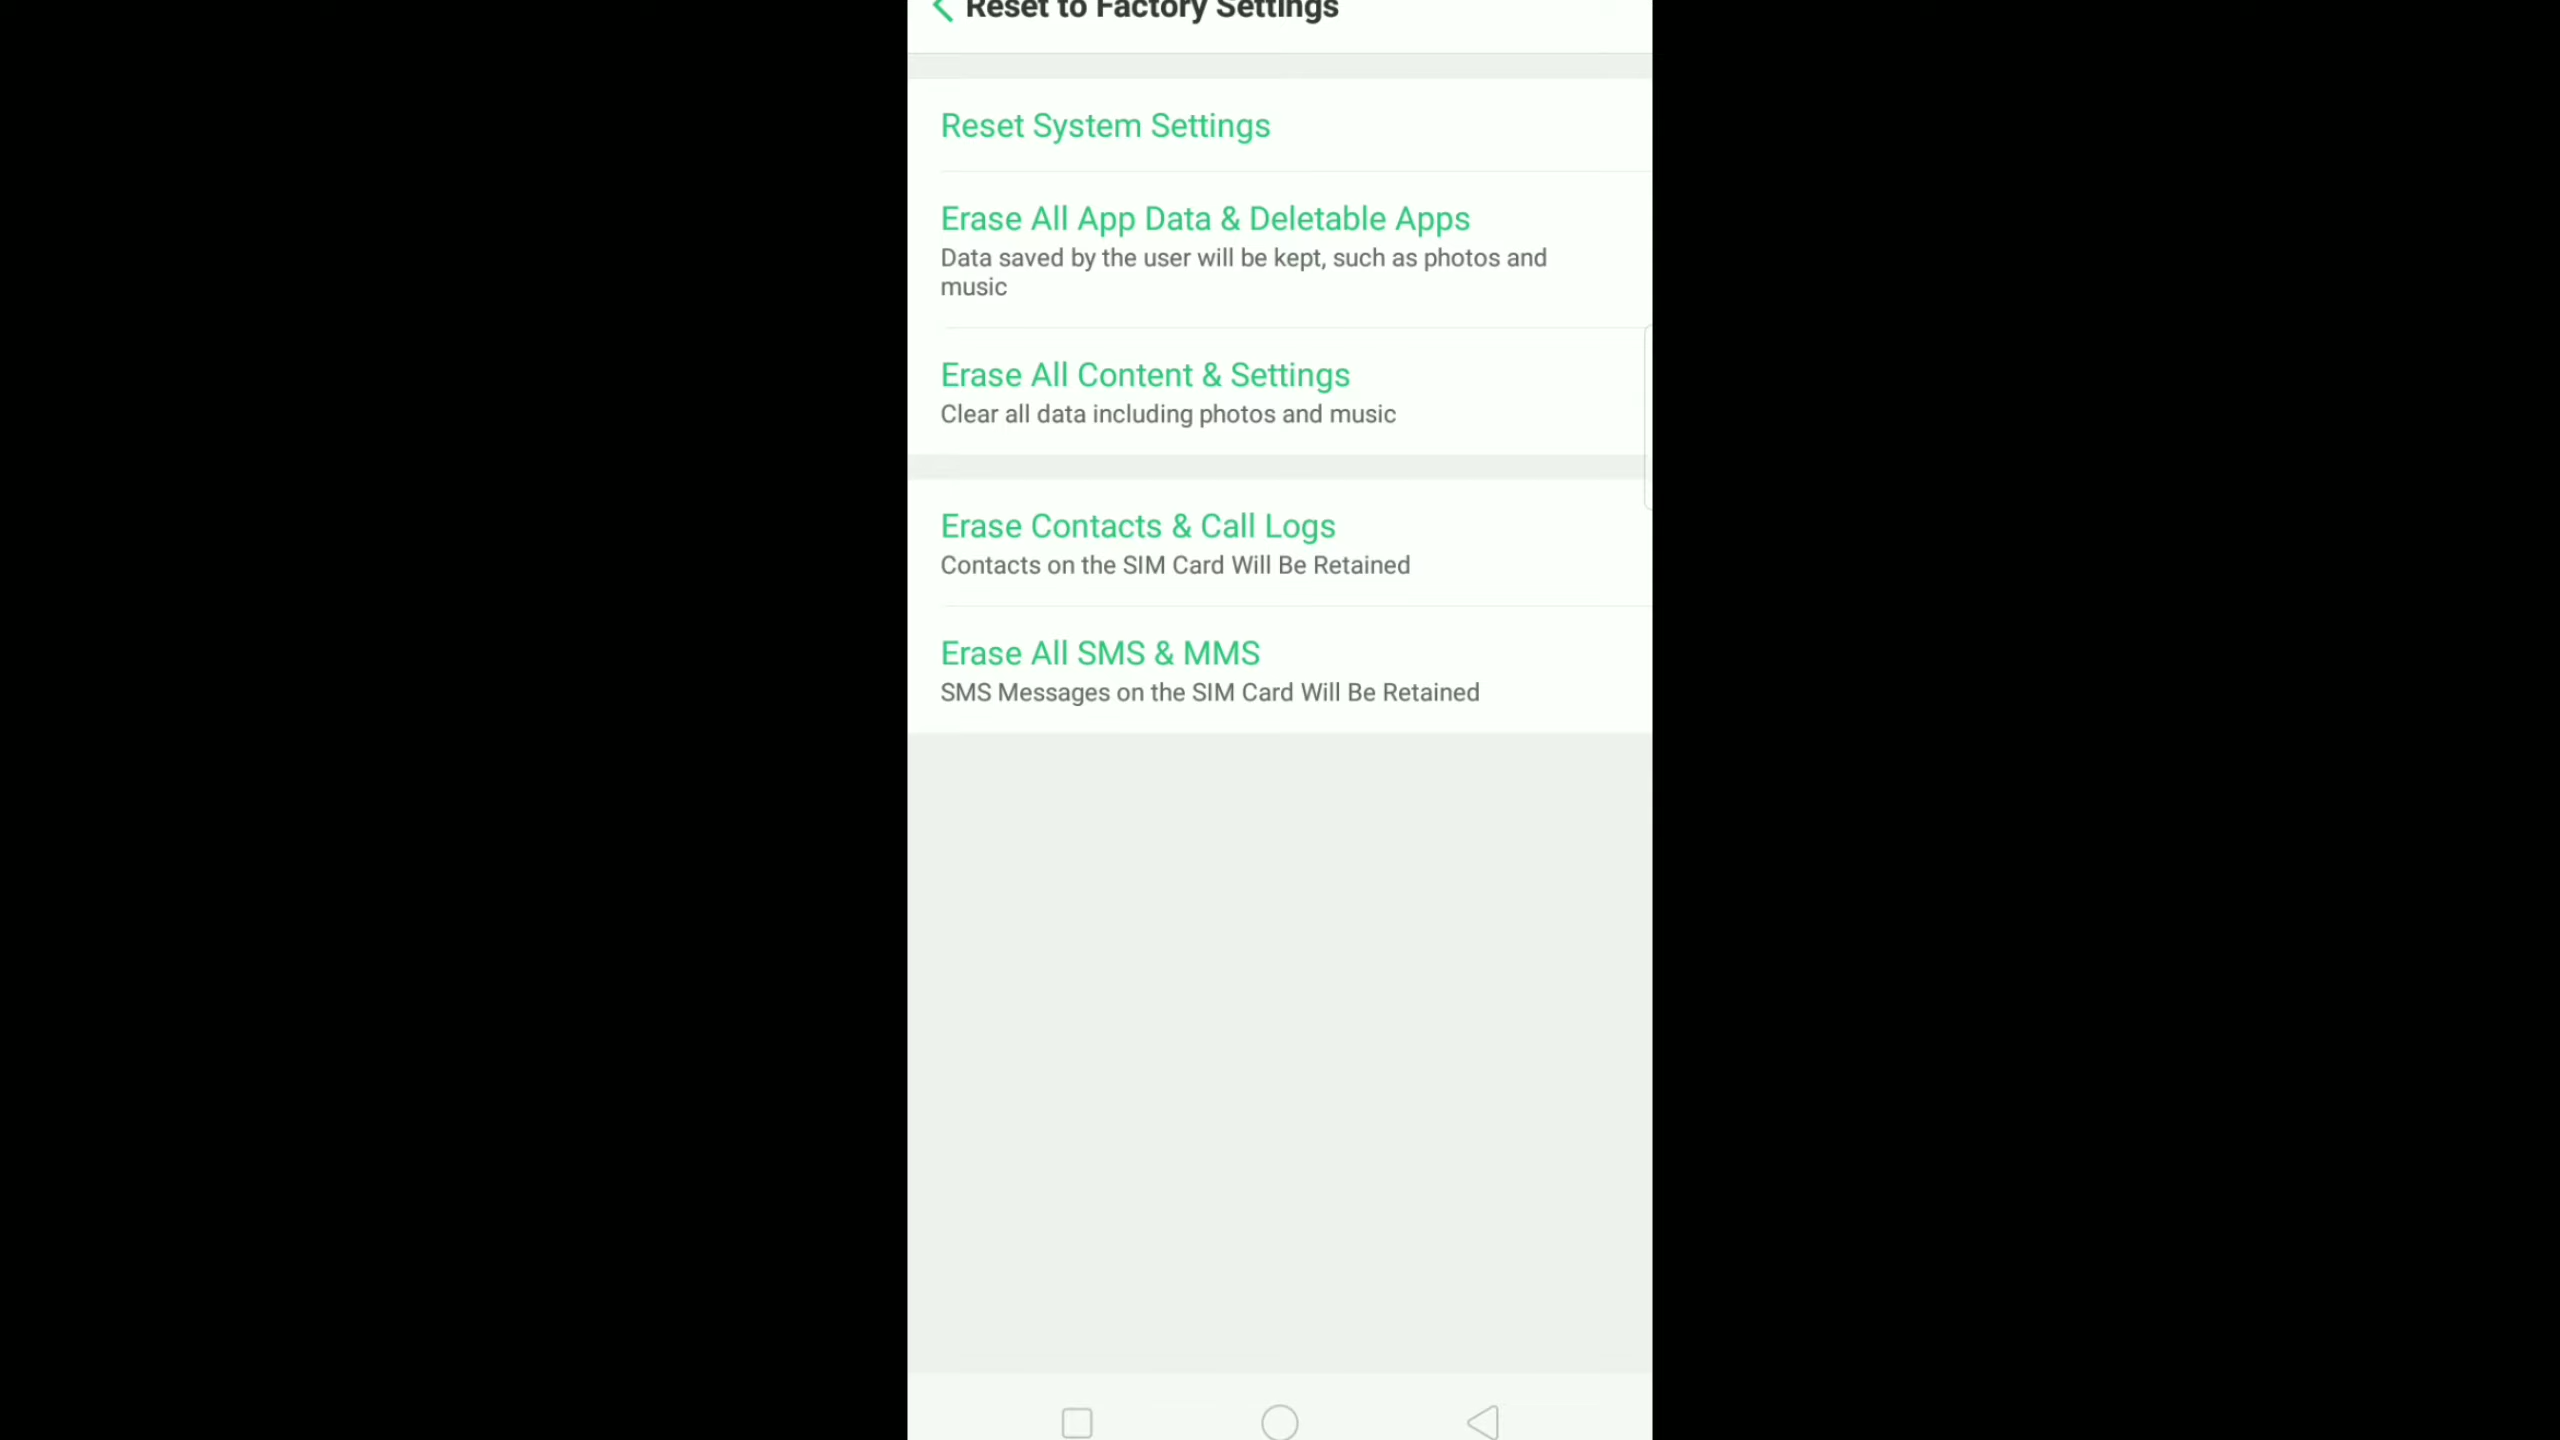 Reset to Factory Settings
Reset System Settings
Erase All App Data & Deletable Apps
Data saved by the user will be kept, such as photos and
music
Erase All Content & Settings
Clear all data including photos and music
Erase Contacts & Call Logs
Contacts on the SIM Card Will Be Retained
Erase All SMS & MMS
SMS Messages on the SIM Card Will Be Retained